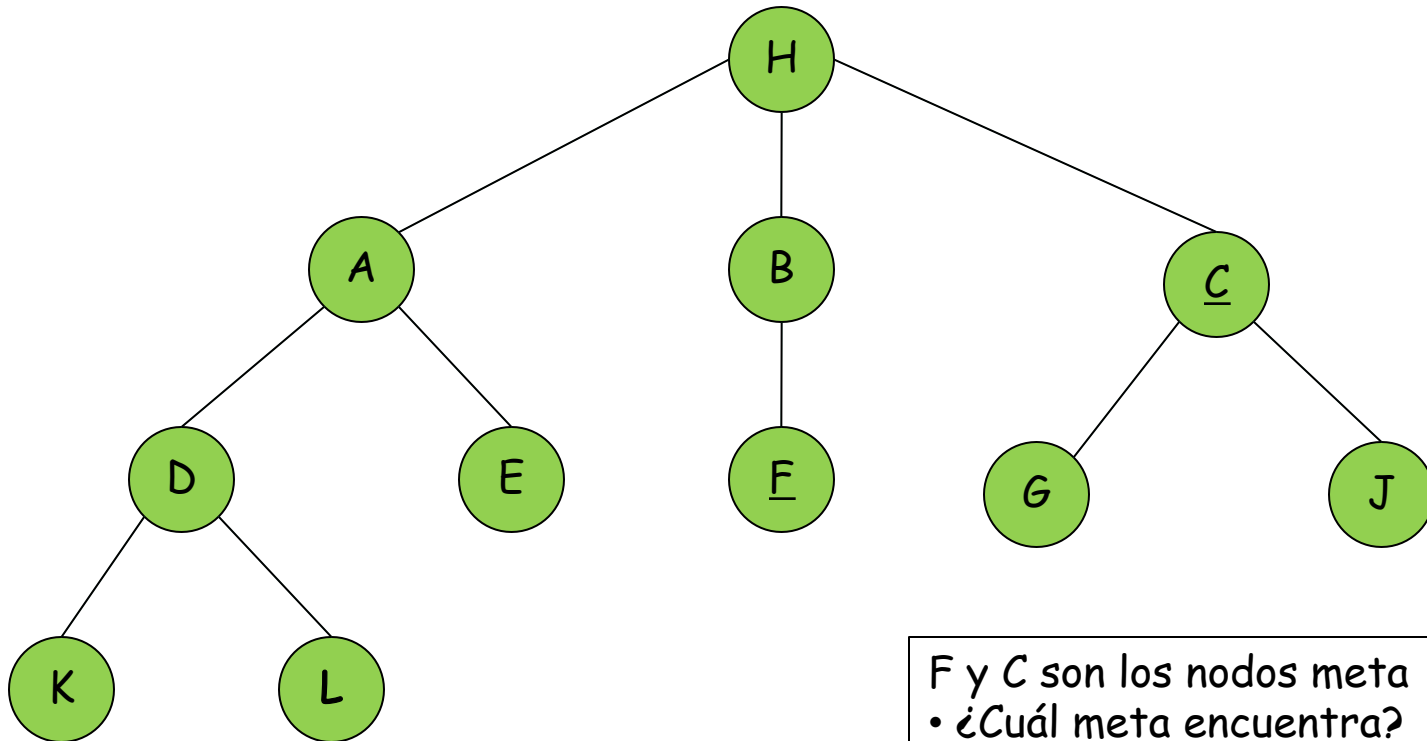 H
A
B
C
D
E
F
G
J
K
L
F y C son los nodos meta
• ¿Cuál meta encuentra?